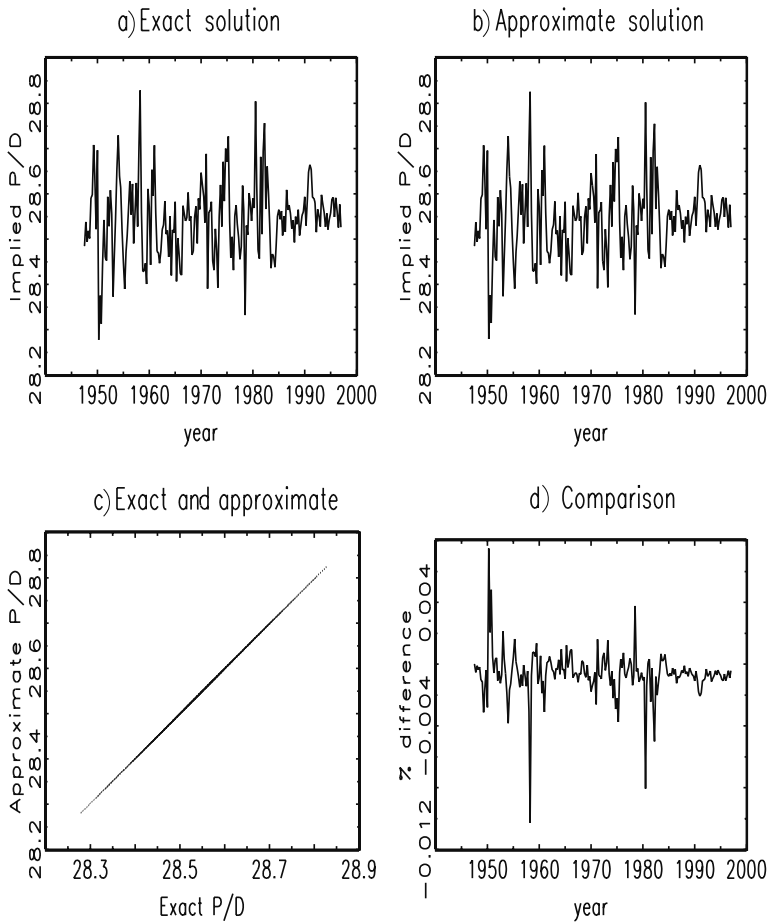 a) Exact solution
Implied P/D
28.2 28.4 28.6 28.8
1950 1960 1970 1980 1990 2000
year
b) Approximate solution
Implied P/D
28.2 28.4 28.6 28.8
1950 1960 1970 1980 1990 2000
year
c) Exact and approximate
Approximate P/D
28.2 28.4 28.6 28.8
28.3 28.5 28.7 28.9
Exact P/D
d) Comparison
% difference
-0.012 -0.004 0.004
1950 1960 1970 1980 1990 2000
year